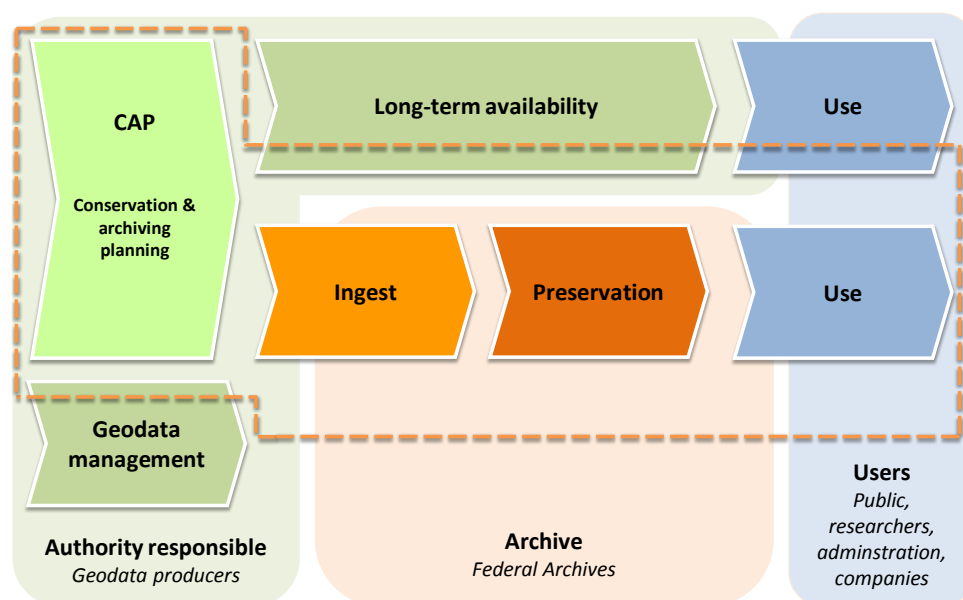 CAP
Conservation &
archiving
planning
Long-term availability
Use
Ingest
Preservation
Use
Geodata
management
Authority responsible
Geodata producers
Archive
Federal Archives
Users
Public,
researchers,
adminstration,
companies